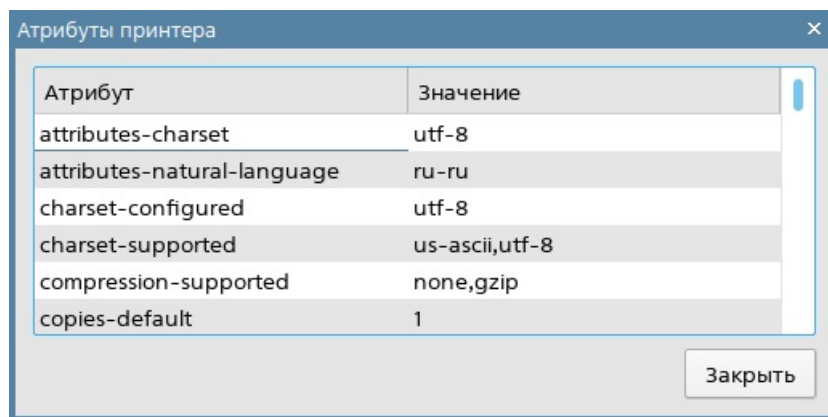 Атрибуты принтера
Атрибут Значение
attributes-charset utf-8
attributes-natural-language ru-ru
charset-configured utf-8
charset-supported us-ascii,utf-8
compression-supported none,gzip
copies-default 1
Закрыть